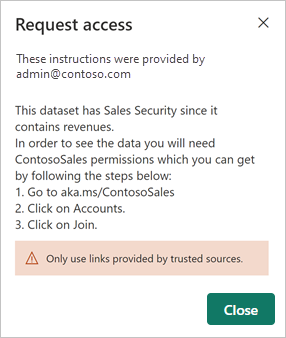 Request access
These instructions were provided by
admin@contoso.com
This dataset has Sales Security since it
contains revenues.
In order to see the data you will need
ContosoSales permissions which you can get
by following the steps below:
1. Go to aka.ms/ContosoSales
2. Click on Accounts.
3. Click on Join.
Only use links provided by trusted sources.
Close